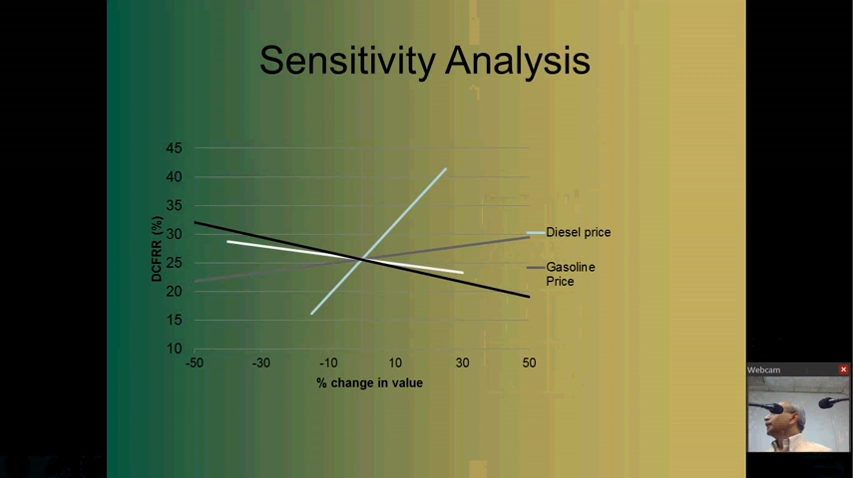 Sensitivity Analysis
45
40
35
30
25
20
15
10
DCFRR (%)
-50 -30 -10 10 30 50
% change in value
Diesel price
Gasoline
Price
Webcam